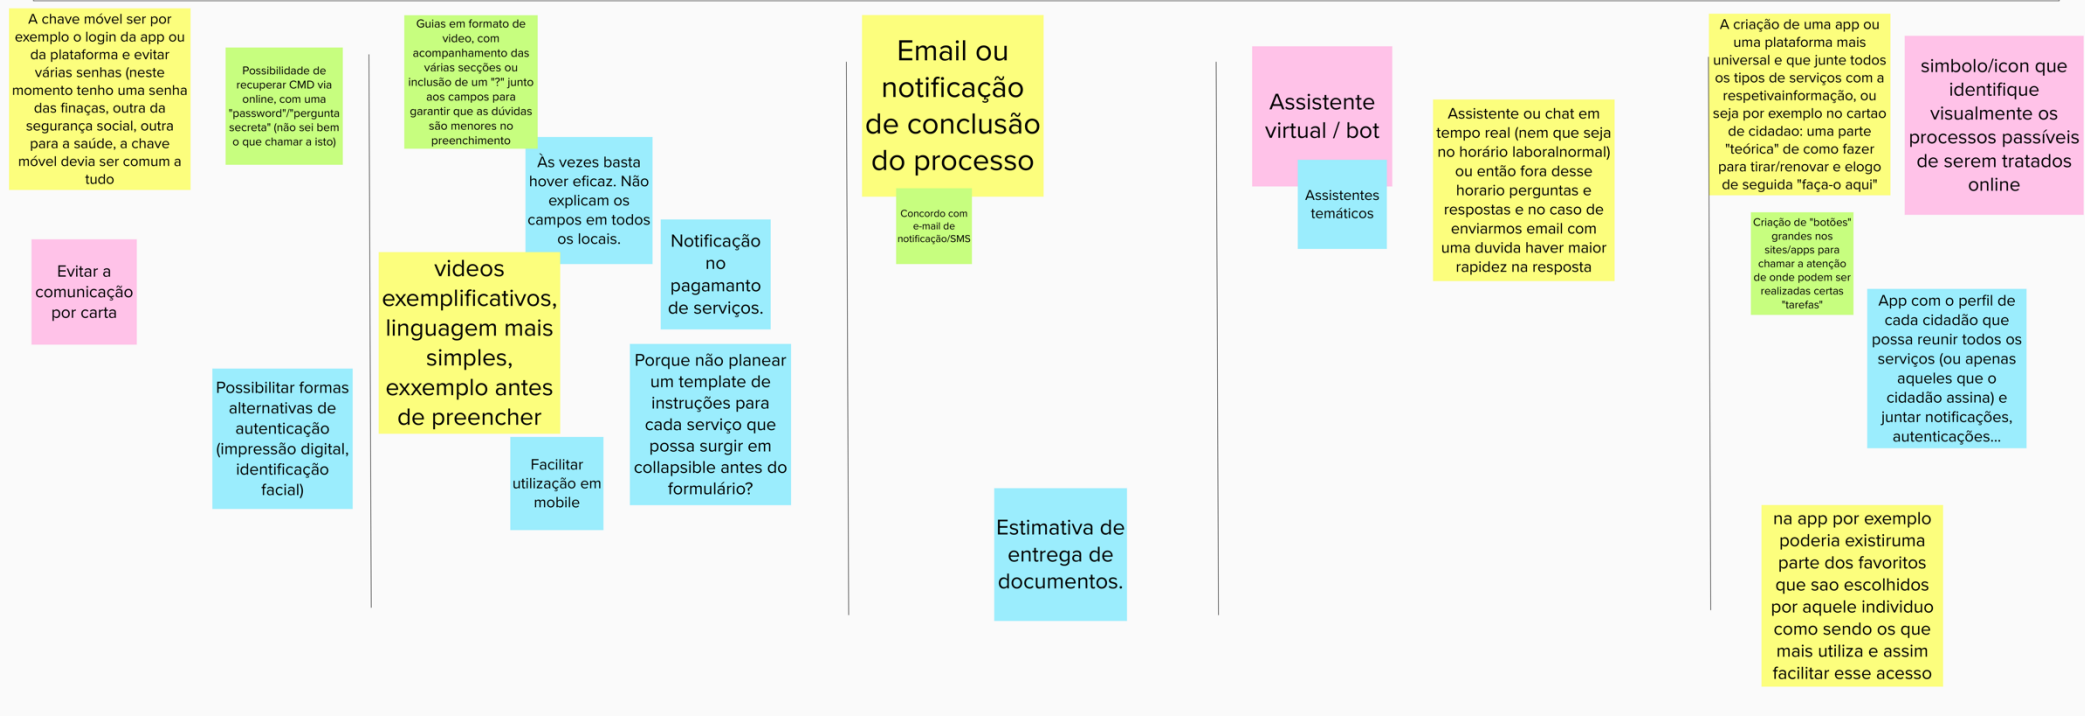 A chave móvel ser por
exemplo o login da app ou
da plataforma e evitar
várias senhas (neste
momento tenho uma senha
das finaças, outra da
segurança social, outra
para a saúde, a chave
móvel devia ser comum a
tudo
Possibilidade de
recuperar CMD via
online, com uma
"password"/"pergunta
secreta" (não sei bem
o que chamar a isto)
Evitar a
comunicação
por carta
Possibilitar formas
alternativas de
autenticação
(impressão digital,
identificação
facial)
Guias em formato de
video, com
acompanhamento das
várias secções ou
inclusão de um "?" junto
aos campos para
garantir que as dúvidas
são menores no
preenchimento
Às vezes basta
hover eficaz. Não
explicam os
campos em todos
os locais.
Notificação
no
pagamanto
de serviços.
videos
exemplificativos,
linguagem mais
simples,
exxemplo antes
de preencher
Porque não planear
um template de
instruções para
cada serviço que
possa surgir em
collapsible antes do
formulário?
Facilitar
utilização em
mobile
Email ou
notificação
de conclusão
do processo
Concordo com
e-mail de
notificação/SMS
Estimativa de
entrega de
documentos.
Assistente
virtual / bot
Assistentes
temáticos
Assistente ou chat em
tempo real (nem que seja
no horário laboralnormal)
ou então fora desse
horario perguntas e
respostas e no caso de
enviarmos email com
uma duvida haver maior
rapidez na resposta
A criação de uma app ou
uma plataforma mais
universal e que junte todos
os tipos de serviços com a
respetivainformação, ou
seja por exemplo no cartao
de cidadao: uma parte
"teórica" de como fazer
para tirar/renovar e elogo
de seguida "faça-o aqui"
simbolo/icon que
identifique
visualmente os
processos passíveis
de serem tratados
online
Criação de "botões"
grandes nos
sites/apps para
chamar a atenção
de onde podem ser
realizadas certas
"tarefas"
App com o perfil de
cada cidadão que
possa reunir todos os
serviços (ou apenas
aqueles que o
cidadão assina) e
juntar notificações,
autenticações...
na app por exemplo
poderia existiruma
parte dos favoritos
que sao escolhidos
por aquele individuo
como sendo os que
mais utiliza e assim
facilitar esse acesso